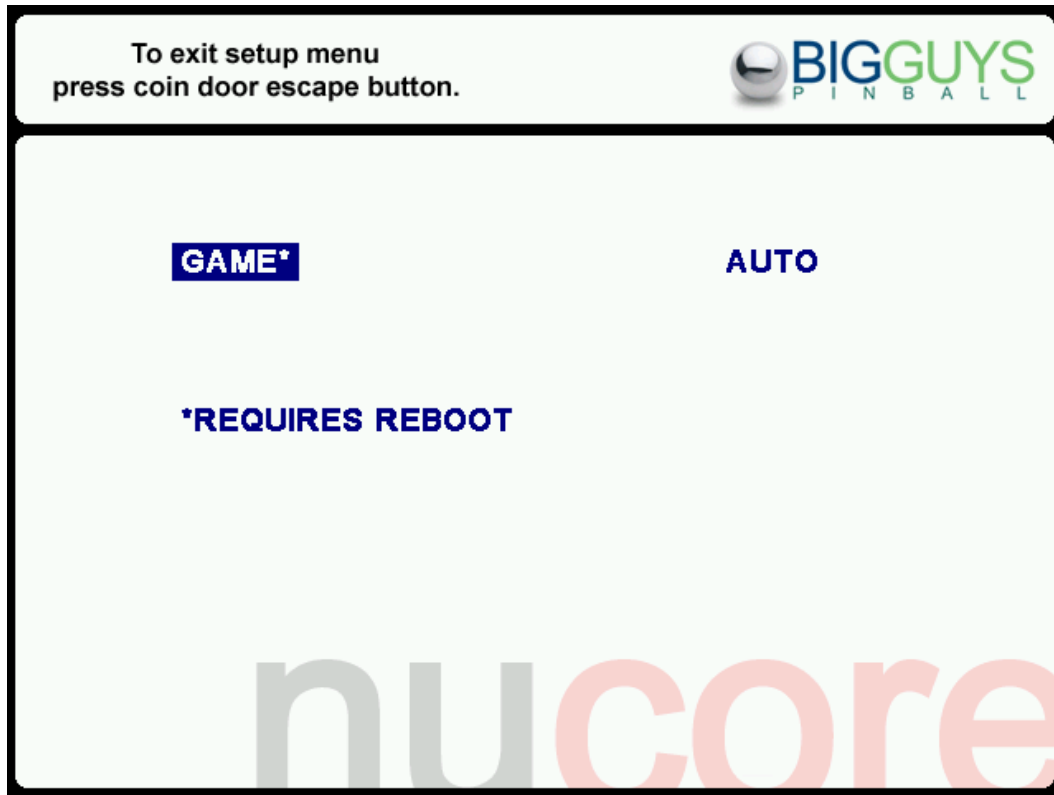 To exit setup menu
press coin door escape button.
BIGGUYS
PINBALL
GAME* AUTO
*REQUIRES REBOOT
nucore